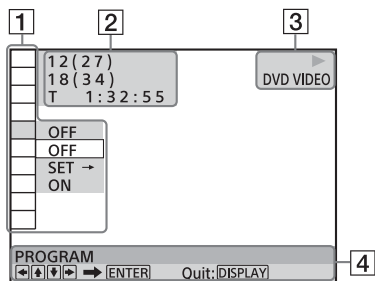 1 2 3
12(27)
18(34)
T 1:32:55
DVD VIDEO
OFF
OFF
SET →
ON
PROGRAM
ENTER Quit: DISPLAY
4